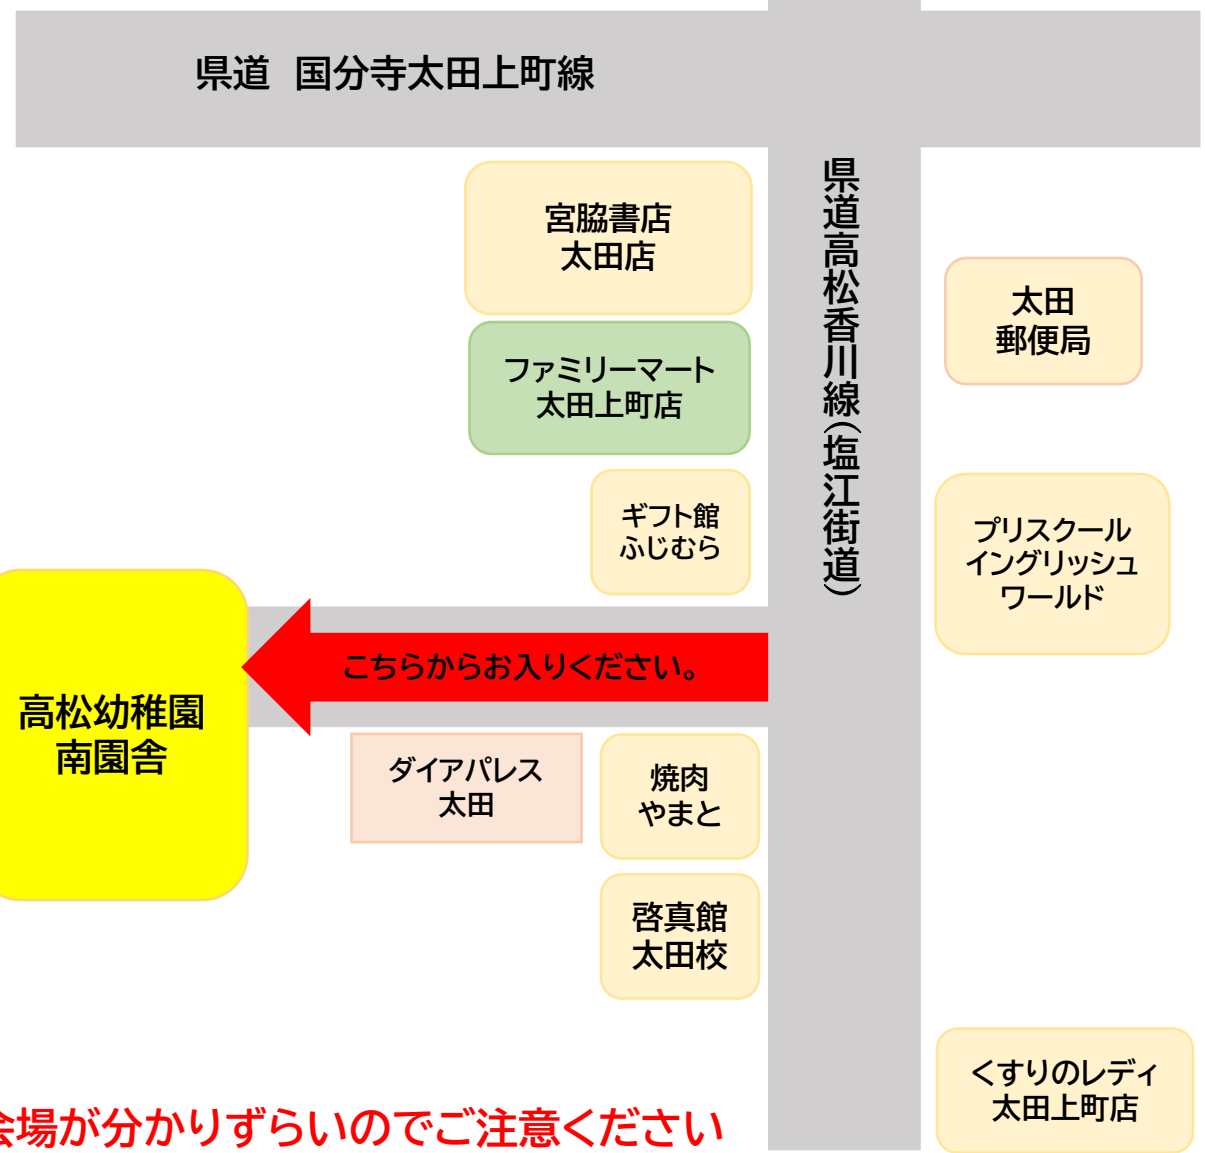 県道 国分寺太田上町線
宮脇書店
太田店
県道高松香川線(塩江街道)
太田
郵便局
ファミリーマート
太田上町店
ギフト館
ふじむら
プリスクール
イングリッシュ
ワールド
こちらからお入りください。
高松幼稚園
南園舎
ダイアパレス
太田
焼肉
やまと
啓真館
太田校
くすりのレディ
太田上町店
会場が分かりずらいのでご注意ください